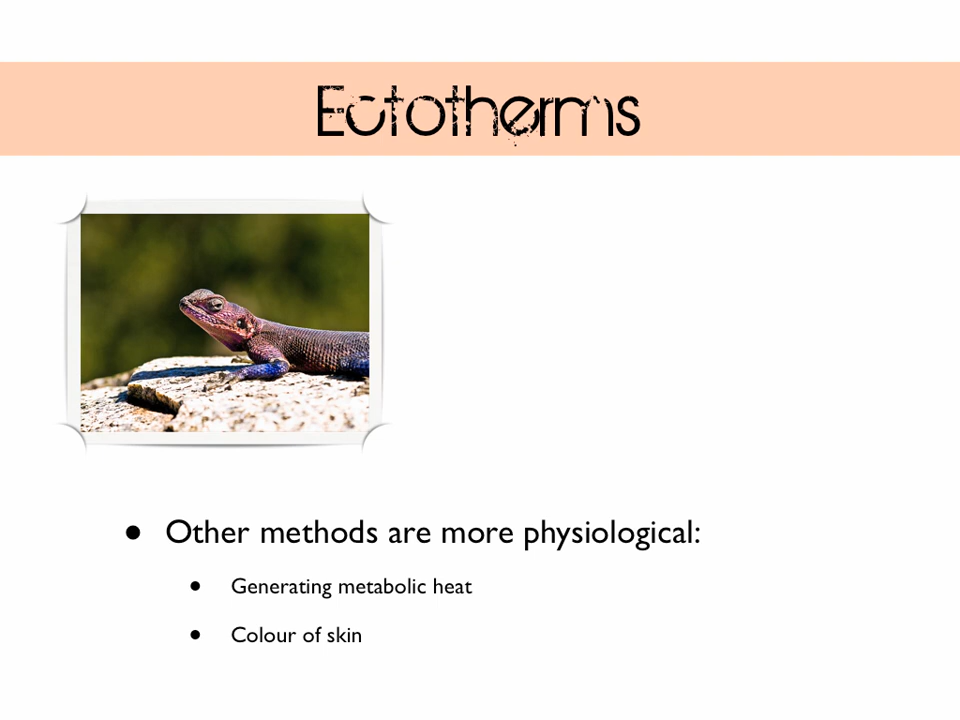 Ectotherms
• Other methods are more physiological:
• Generating metabolic heat
• Colour of skin